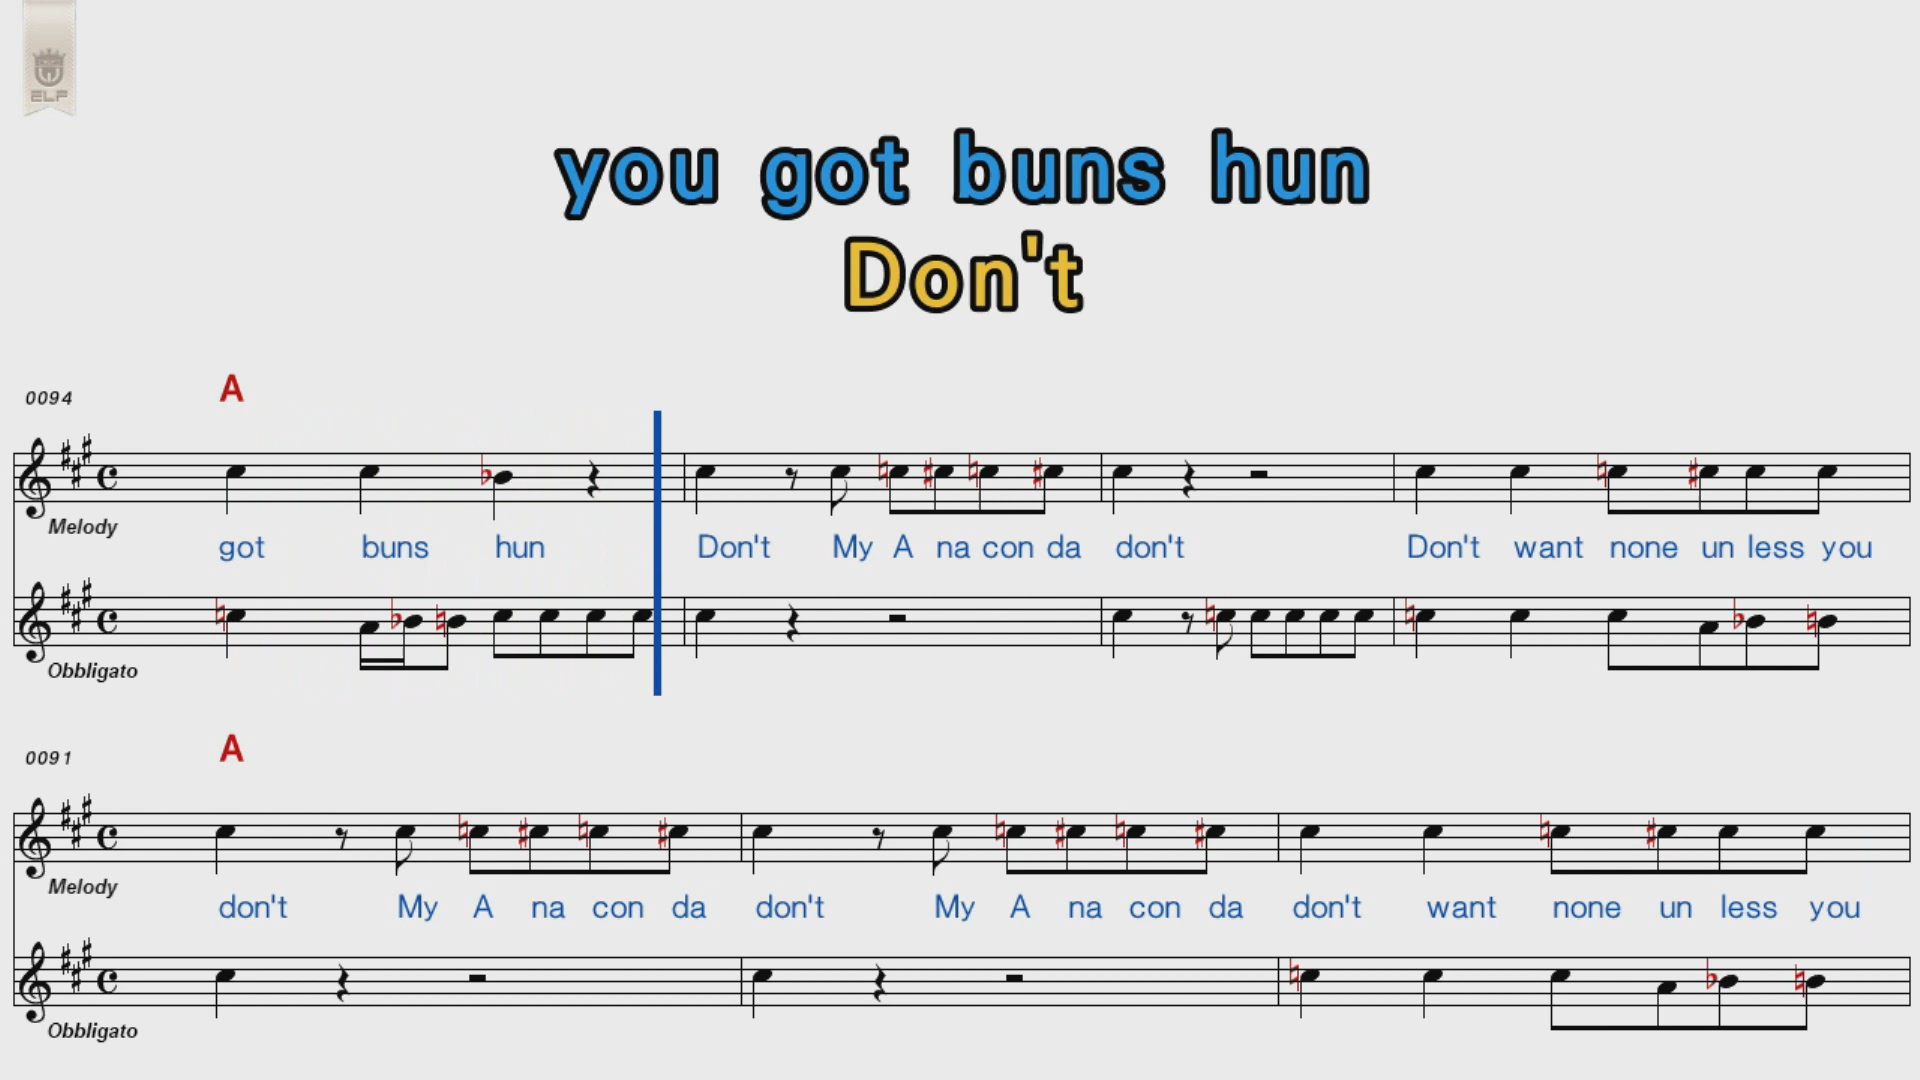 ELF
you got buns hun
Don't
0094
A
Melody
got buns hun Don't My A na con da don't Don't want none un less you
Obbligato
0091
A
Melody
don't My A na con da don't My A na con da don't want none un less you
Obbligato